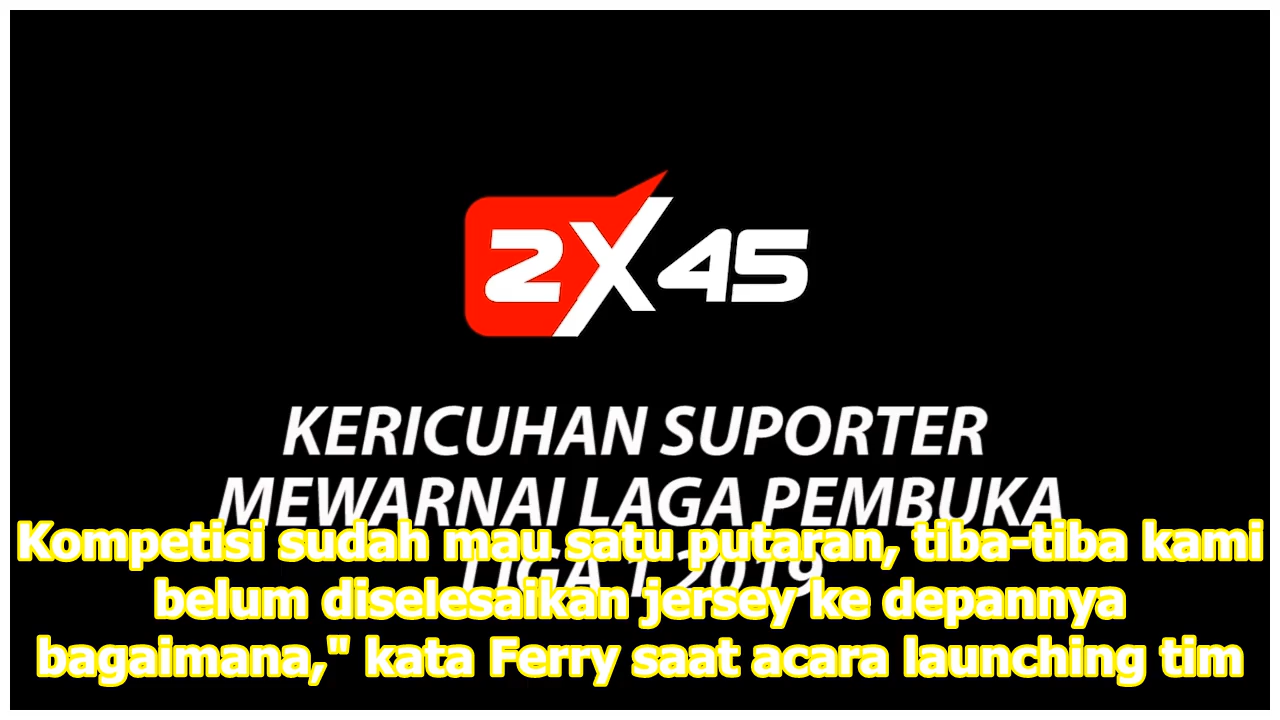 2X45
KERICUHAN SUPORTER
MEWARNAI LAGA PEMBUKA
LIGA 1 2019
Kompetisi sudah mau satu putaran, tiba-tiba kami
belum diselesaikan jersey ke depannya
bagaimana," kata Ferry saat acara launching tim